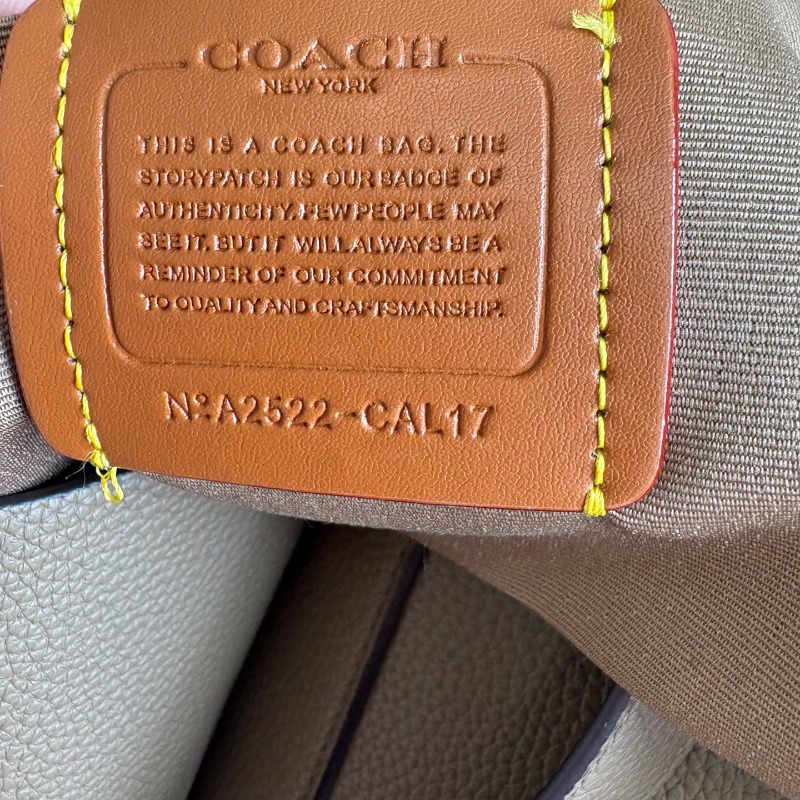 COACH
NEW YORK
THIS IS A COACH BAG. THE
STORYPATCH IS OUR BADGE OF
AUTHENTICITY. FEW PEOPLE MAY
SEE IT. BUT IT WILL ALWAYS BE A
REMINDER OF OUR COMMITMENT
TO QUALITY AND CRAFTSMANSHIP.
Nº A2522-CAL17